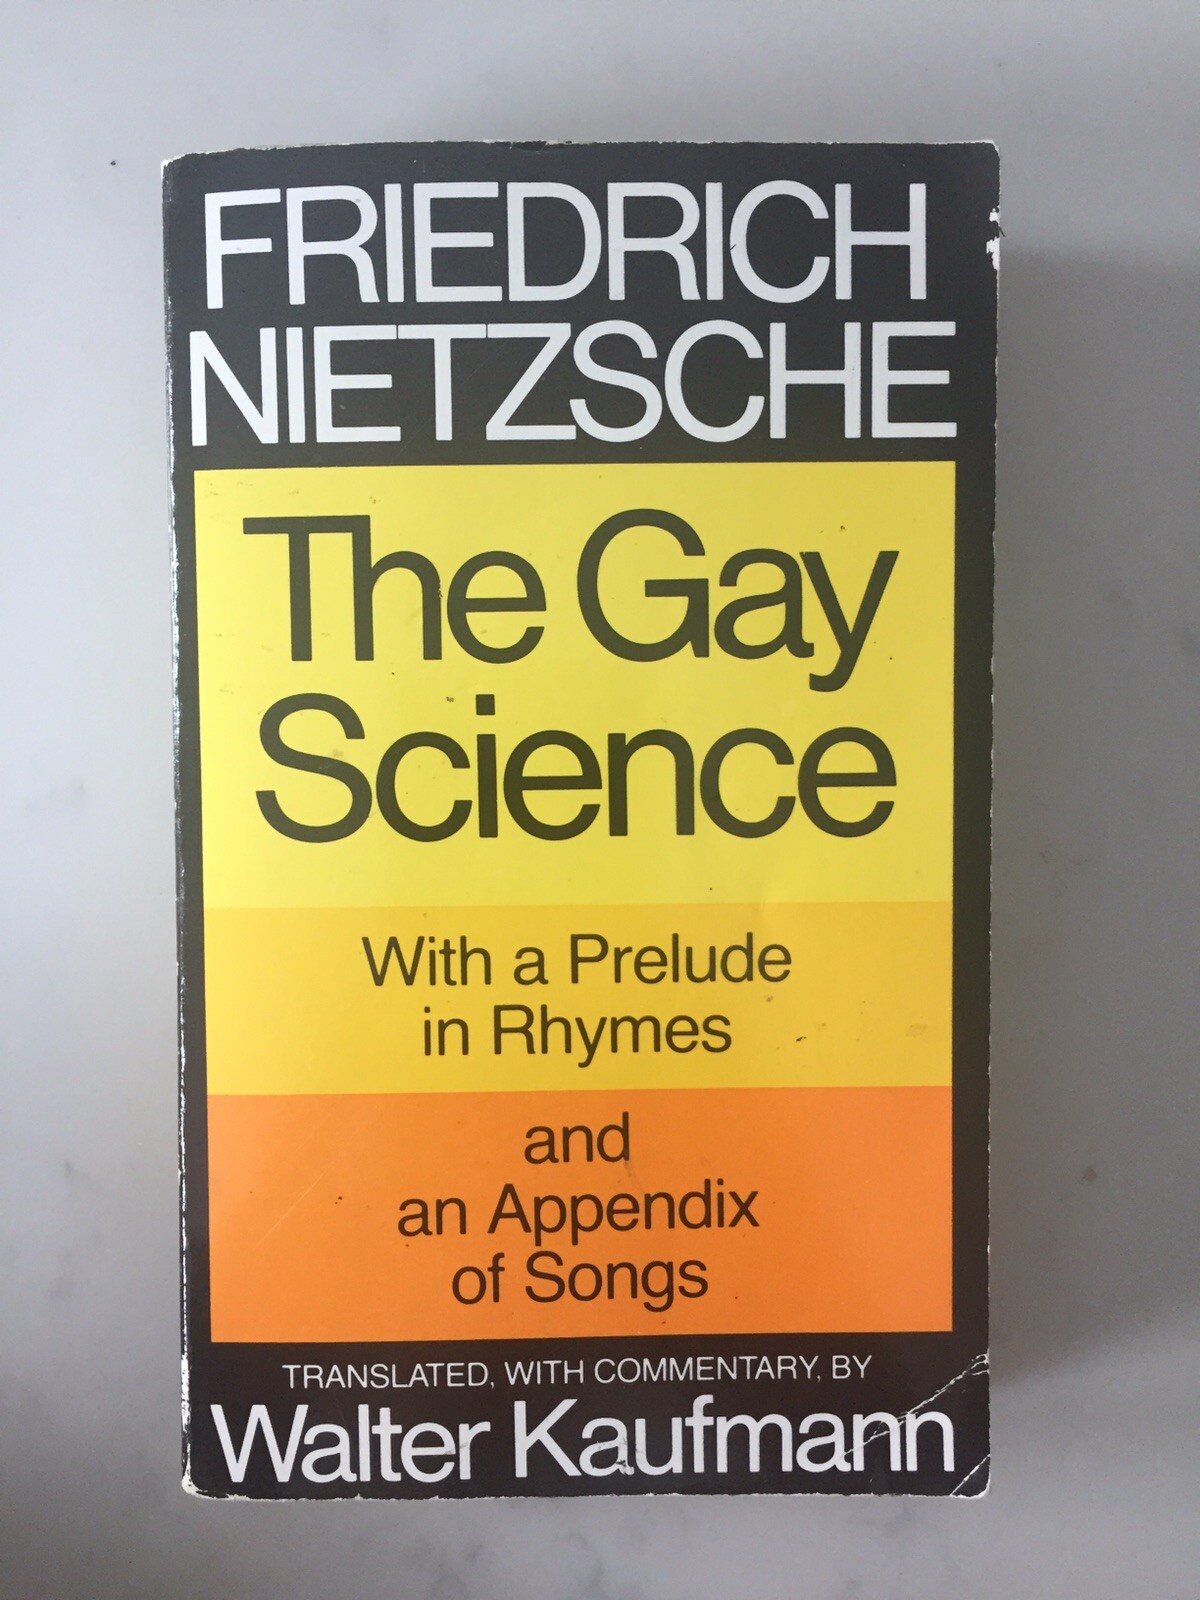 FRIEDRICH
NIETZSCHE
The Gay
Science
With a Prelude
in Rhymes
and
an Appendix
of Songs
TRANSLATED, WITH COMMENTARY, BY
Walter Kaufmann